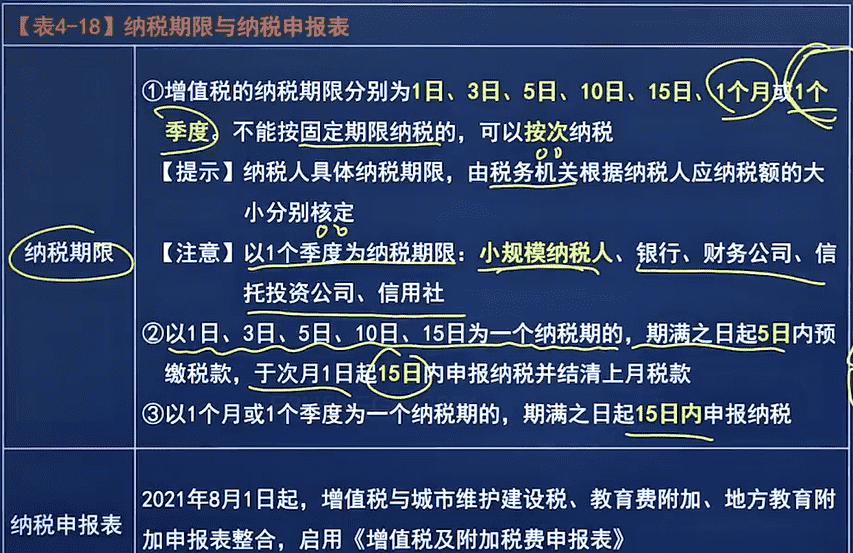 【表4-18】纳税期限与纳税申报表
①增值税的纳税期限分别为1日、3日、5日、10日、15日、1个月或1个
季度。不能按固定期限纳税的，可以按次纳税
【提示】纳税人具体纳税期限，由税务机关根据纳税人应纳税额的大
小分别核定
纳税期限
【注意】以1个季度为纳税期限：小规模纳税人、银行、财务公司、信
托投资公司、信用社
②以1日、3日、5日、10日、15日为一个纳税期的，期满之日起5日内预
缴税款，于次月1日起15日内申报纳税并结清上月税款
③以1个月或1个季度为一个纳税期的，期满之日起15日内申报纳税
纳税申报表
2021年8月1日起，增值税与城市维护建设税、教育费附加、地方教育附
加申报表整合，启用《增值税及附加税费申报表》